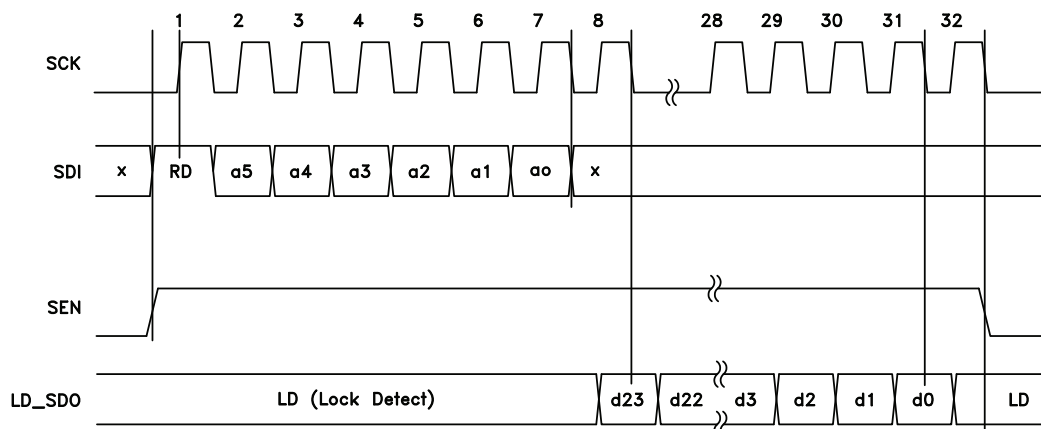 1 2 3 4 5 6 7 8 28 29 30 31 32
SCK
SDI x RD a5 a4 a3 a2 a1 ao x
SEN
LD_SDO LD (Lock Detect) d23 d22 d3 d2 d1 d0 LD